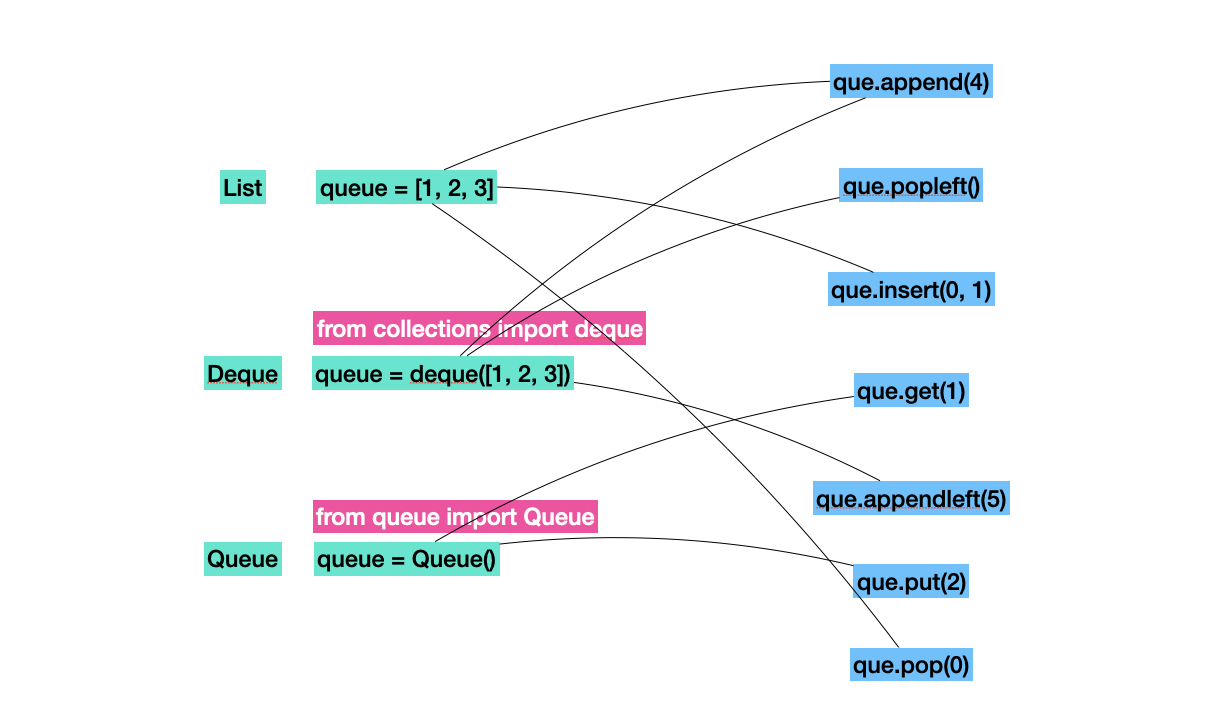 que.append(4)
List
queue = [1, 2, 3]
que.popleft()
que.insert(0, 1)
from collections import deque
Deque
queue = deque([1, 2, 3])
que.get(1)
que.appendleft(5)
from queue import Queue
Queue
queue = Queue()
que.put(2)
que.pop(0)